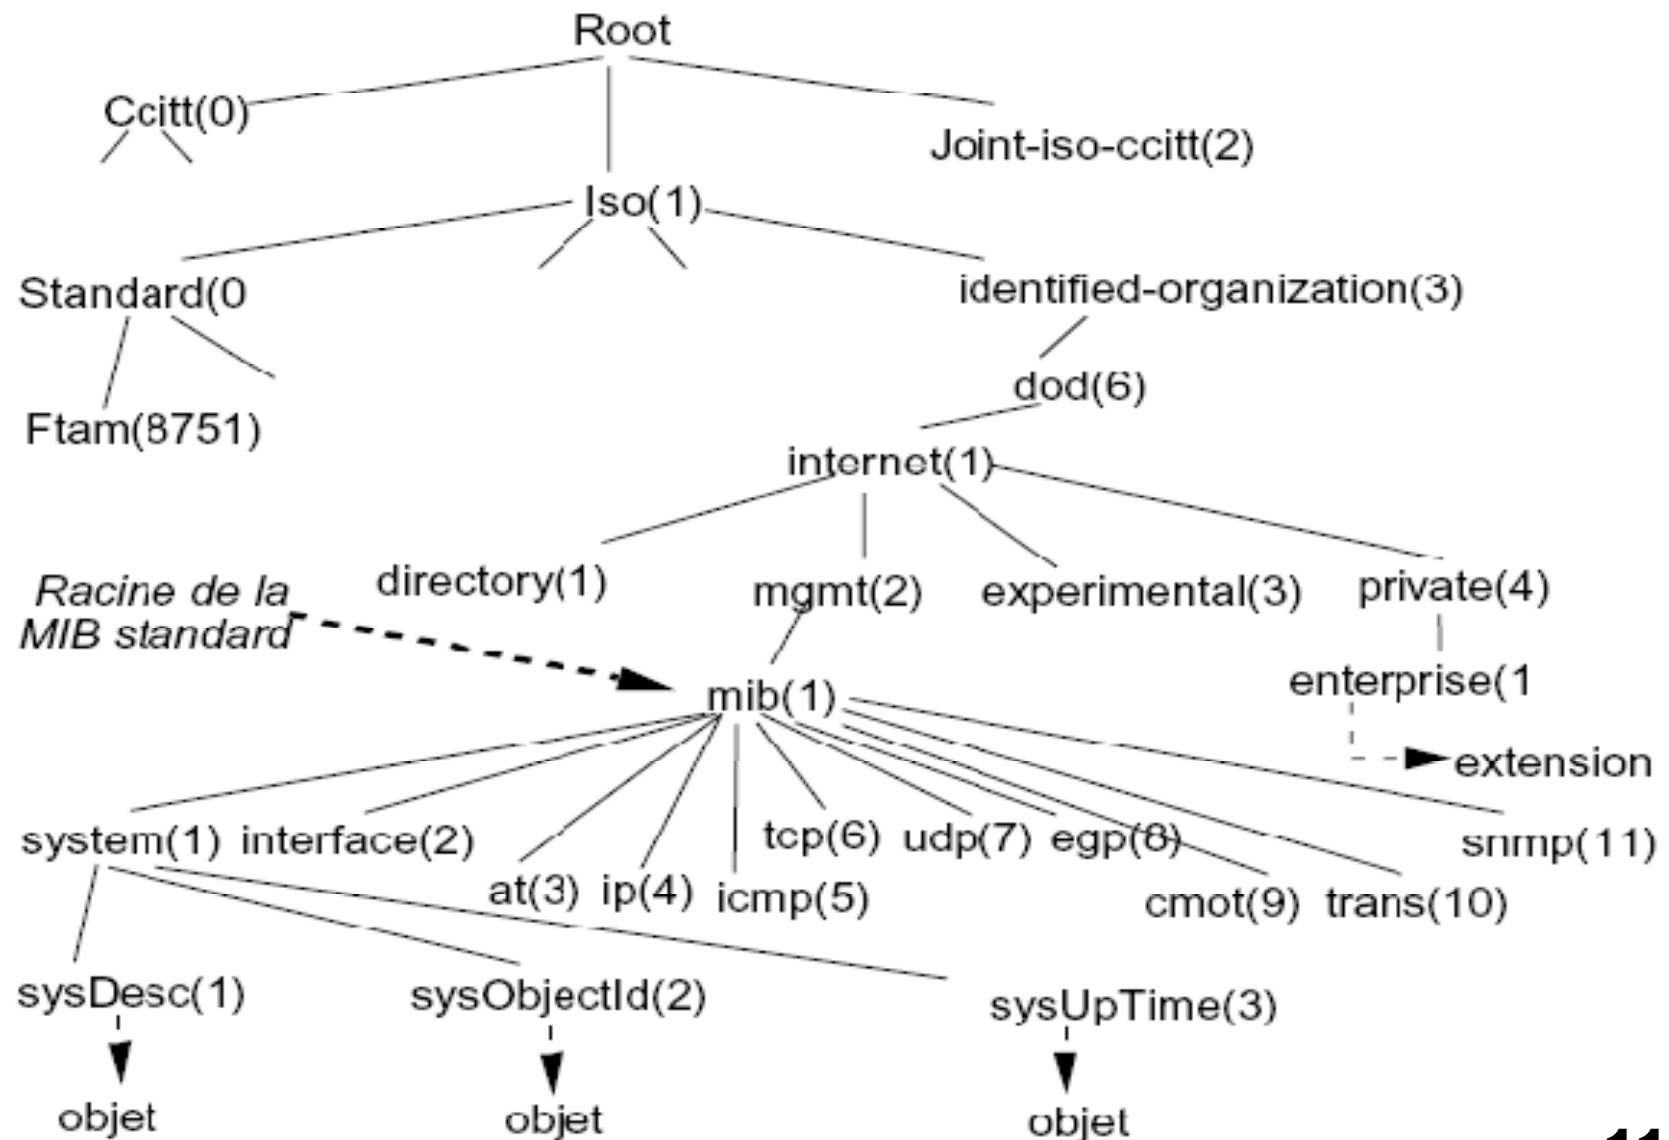 Root
Ccitt(0)
Joint-iso-ccitt(2)
Iso(1)
Standard(0
identified-organization(3)
dod(6)
Ftam(8751)
internet(1)
directory(1)
mgmt(2)
experimental(3)
private(4)
Racine de la
MIB standard
enterprise(1
mib(1)
extension
system(1)
interface(2)
tcp(6)
udp(7)
egp(8)
snmp(11)
at(3)
ip(4)
icmp(5)
cmot(9)
trans(10)
sysDesc(1)
sysObjectId(2)
sysUpTime(3)
objet
objet
objet
11